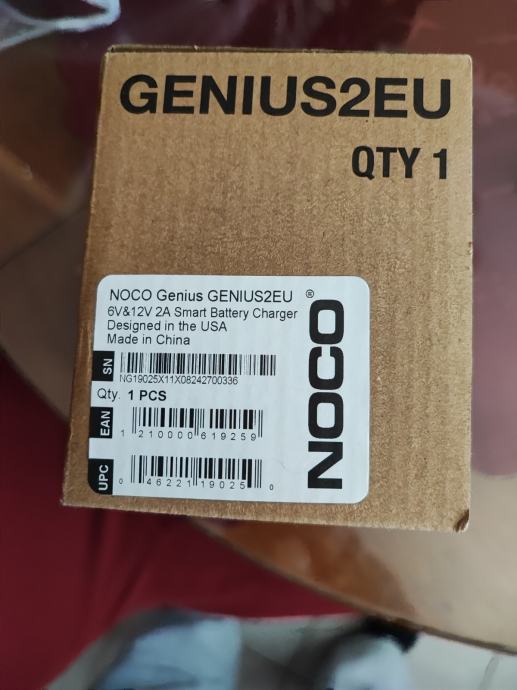 GENIUS2EU
QTY 1
NOCO Genius GENIUS2EU
6V&12V 2A Smart Battery Charger
Designed in the USA
Made in China
SN
NG19025X11X08242700336
Qty. 1 PCS
EAN
1 210000 619259
UPC
0 46221 19025 0
NOCO®